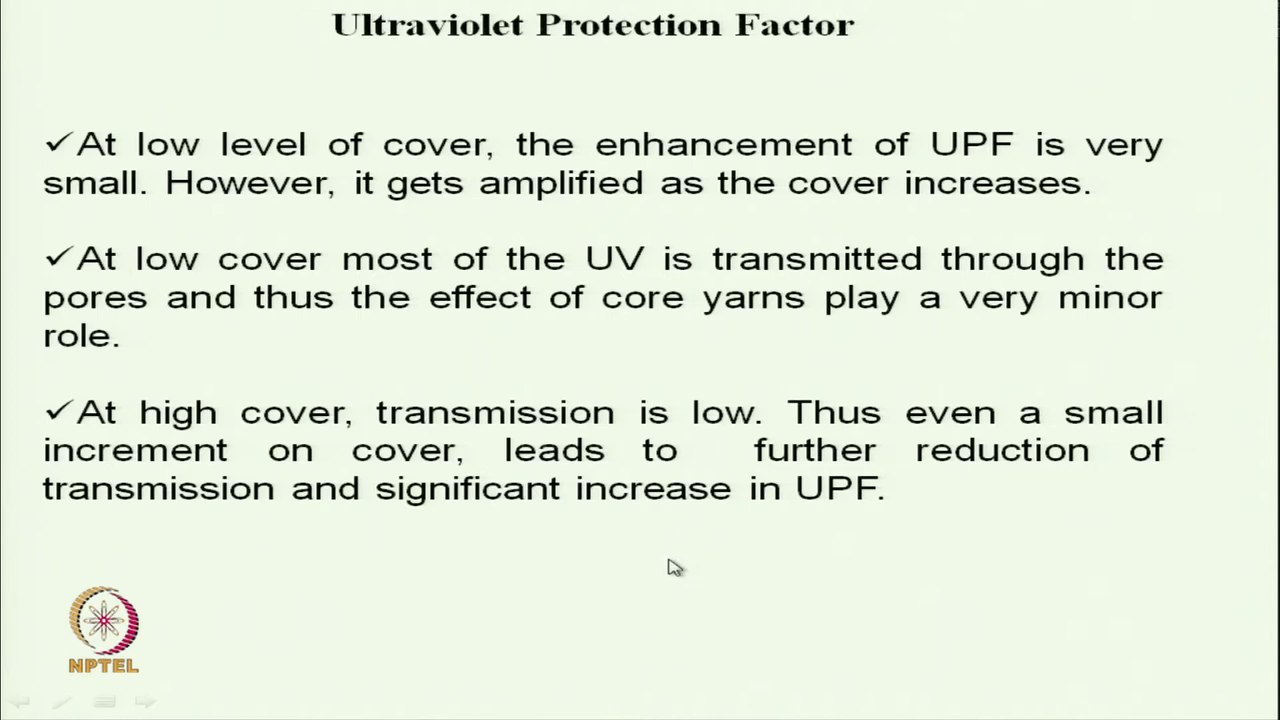 Ultraviolet Protection Factor
✓At low level of cover, the enhancement of UPF is very
small. However, it gets amplified as the cover increases.
✓At low cover most of the UV is transmitted through the
pores and thus the effect of core yarns play a very minor
role.
✓At high cover, transmission is low. Thus even a small
increment on cover, leads to further reduction of
transmission and significant increase in UPF.
NPTEL